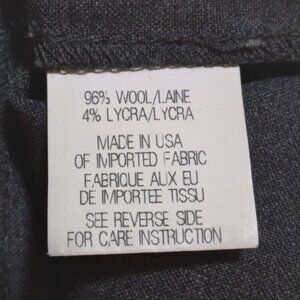 96% WOOL/LAINE
4% LYCRA/LYCRA
MADE IN USA
OF IMPORTED FABRIC
FABRIQUE AUX EU
DE IMPORTEE TISSU
SEE REVERSE SIDE
FOR CARE INSTRUCTION